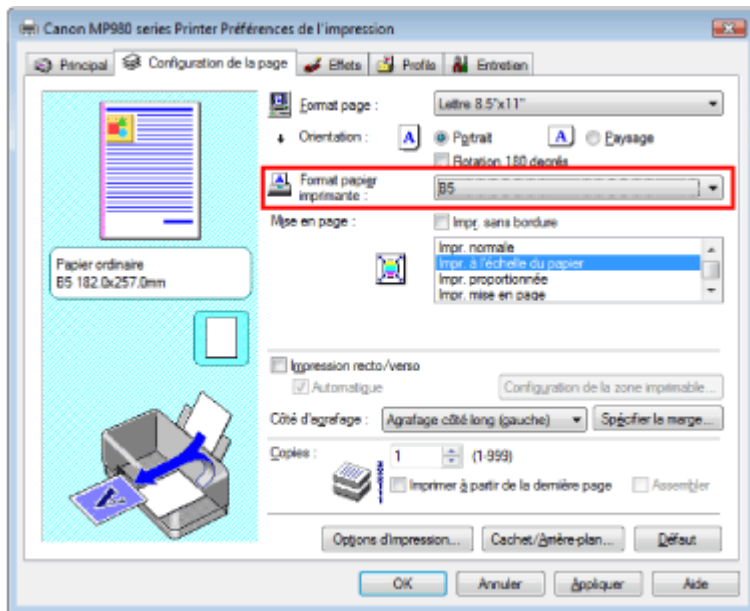 Canon MP980 series Printer Préférences de l'impression
Principal Configuration de la page Effets Profils Entretien
Format page : Lettre 8.5"x11"
Orientation : A Portrait A Paysage
Rotation 180 degrés
Format papier
imprimante : B5
Mise en page : Impr. sans bordure
Impr. normale
Impr. à l'échelle du papier
Impr. proportionnée
Impr. mise en page
Papier ordinaire
B5 182.0x257.0mm
Impression recto/verso
Automatique Configuration de la zone imprimable...
Côté d'agrafage : Agrafage côté long (gauche) Spécifier la marge...
Copies : 1 (1-999)
Imprimer à partir de la dernière page Assembler
Options d'impression... Cachet/Arrière-plan... Défaut
OK Annuler Appliquer Aide